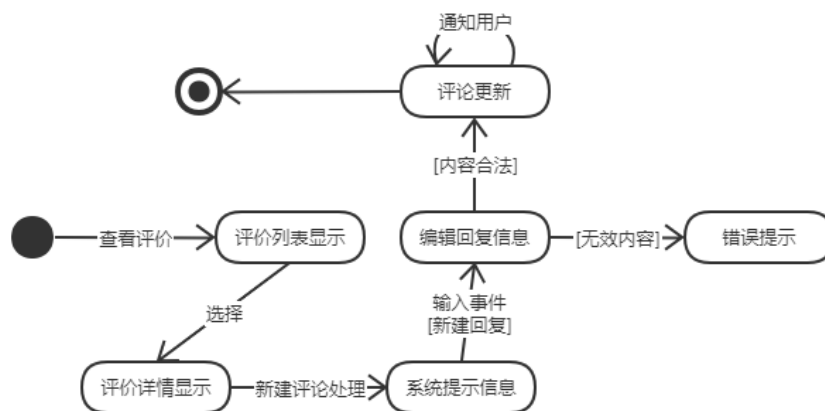 通知用户
评论更新
[内容合法]
查看评价
评价列表显示
编辑回复信息
[无效内容]
错误提示
选择
输入事件
[新建回复]
评价详情显示
新建评论处理
系统提示信息